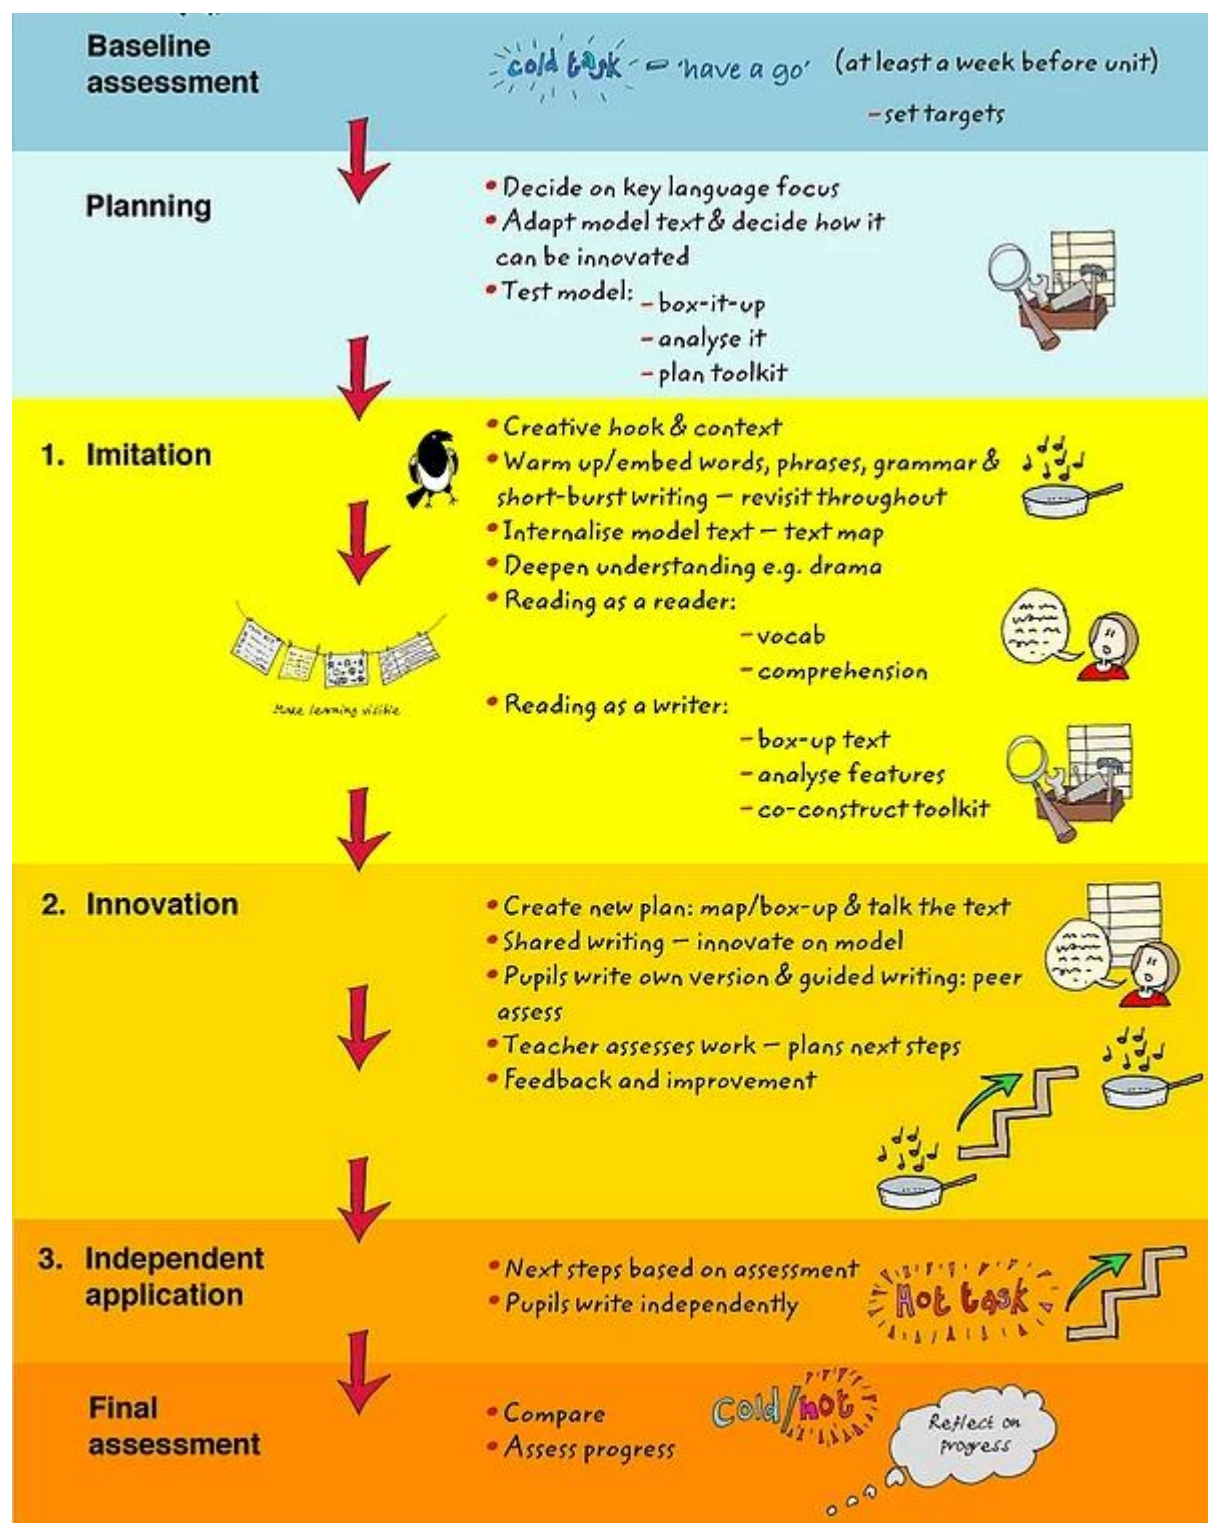 Baseline
assessment
cold task - 'have a go' (at least a week before unit)
- set targets
Planning
• Decide on key language focus
• Adapt model text & decide how it
can be innovated
• Test model: - box-it-up
- analyse it
- plan toolkit
1. Imitation
• Creative hook & context
• Warm up/embed words, phrases, grammar &
short-burst writing – revisit throughout
• Internalise model text – text map
• Deepen understanding e.g. drama
• Reading as a reader:
- vocab
- comprehension
Make learning visible
• Reading as a writer:
- box-up text
- analyse features
- co-construct toolkit
2. Innovation
• Create new plan: map/box-up & talk the text
• Shared writing – innovate on model
• Pupils write own version & guided writing: peer
assess
• Teacher assesses work – plans next steps
• Feedback and improvement
3. Independent
application
• Next steps based on assessment
• Pupils write independently
Hot task
Final
assessment
• Compare
• Assess progress
Cold/hot
Reflect on
progress